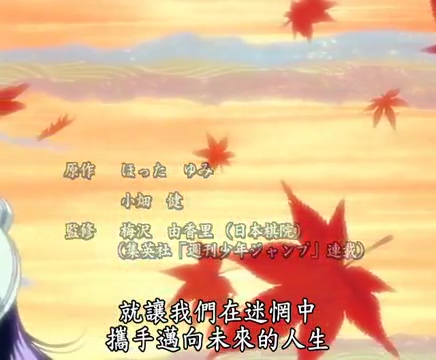 原作 ほった ゆみ
小畑 健
監修 梅沢 由香里 (日本棋院)
(集英社「週刊少年ジャンプ」連載)
就讓我們在迷惘中
攜手邁向未來的人生